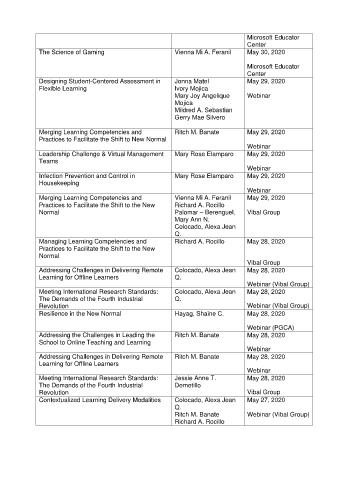 Microsoft Educator
Center
The Science of Gaming
Vienna Mi A. Feranil
May 30, 2020
Microsoft Educator
Center
Designing Student-Centered Assessment in
Flexible Learning
Jonna Matel
Ivory Mojica
Mary Joy Angelique
Mojica
Mildred A. Sebastian
Gerry Mae Silvero
May 29, 2020
Webinar
Merging Learning Competencies and
Practices to Facilitate the Shift to New Normal
Ritch M. Banate
May 29, 2020
Webinar
Leadership Challenge & Virtual Management
Teams
Mary Rose Elamparo
May 29, 2020
Webinar
Infection Prevention and Control in
Housekeeping
Mary Rose Elamparo
May 29, 2020
Webinar
Merging Learning Competencies and
Practices to Facilitate the Shift to the New
Normal
Vienna Mi A. Feranil
Richard A. Rocillo
Palomar – Berenguel,
Mary Ann N.
Colocado, Alexa Jean
Q.
May 29, 2020
Vibal Group
Managing Learning Competencies and
Practices to Facilitate the Shift to the New
Normal
Richard A. Rocillo
May 28, 2020
Vibal Group
Addressing Challenges in Delivering Remote
Learning for Offline Learners
Colocado, Alexa Jean
Q.
May 28, 2020
Webinar (Vibal Group)
Meeting International Research Standards:
The Demands of the Fourth Industrial
Revolution
Colocado, Alexa Jean
Q.
May 28, 2020
Webinar (Vibal Group)
Resilience in the New Normal
Hayag, Shaine C.
May 28, 2020
Webinar (PGCA)
Addressing the Challenges in Leading the
School to Online Teaching and Learning
Ritch M. Banate
May 28, 2020
Webinar
Addressing Challenges in Delivering Remote
Learning for Offline Learners
Ritch M. Banate
May 28, 2020
Webinar
Meeting International Research Standards:
The Demands of the Fourth Industrial
Revolution
Jessie Anne T.
Demetillo
May 28, 2020
Vibal Group
Contextualized Learning Delivery Modalities
Colocado, Alexa Jean
Q.
Ritch M. Banate
Richard A. Rocillo
May 27, 2020
Webinar (Vibal Group)